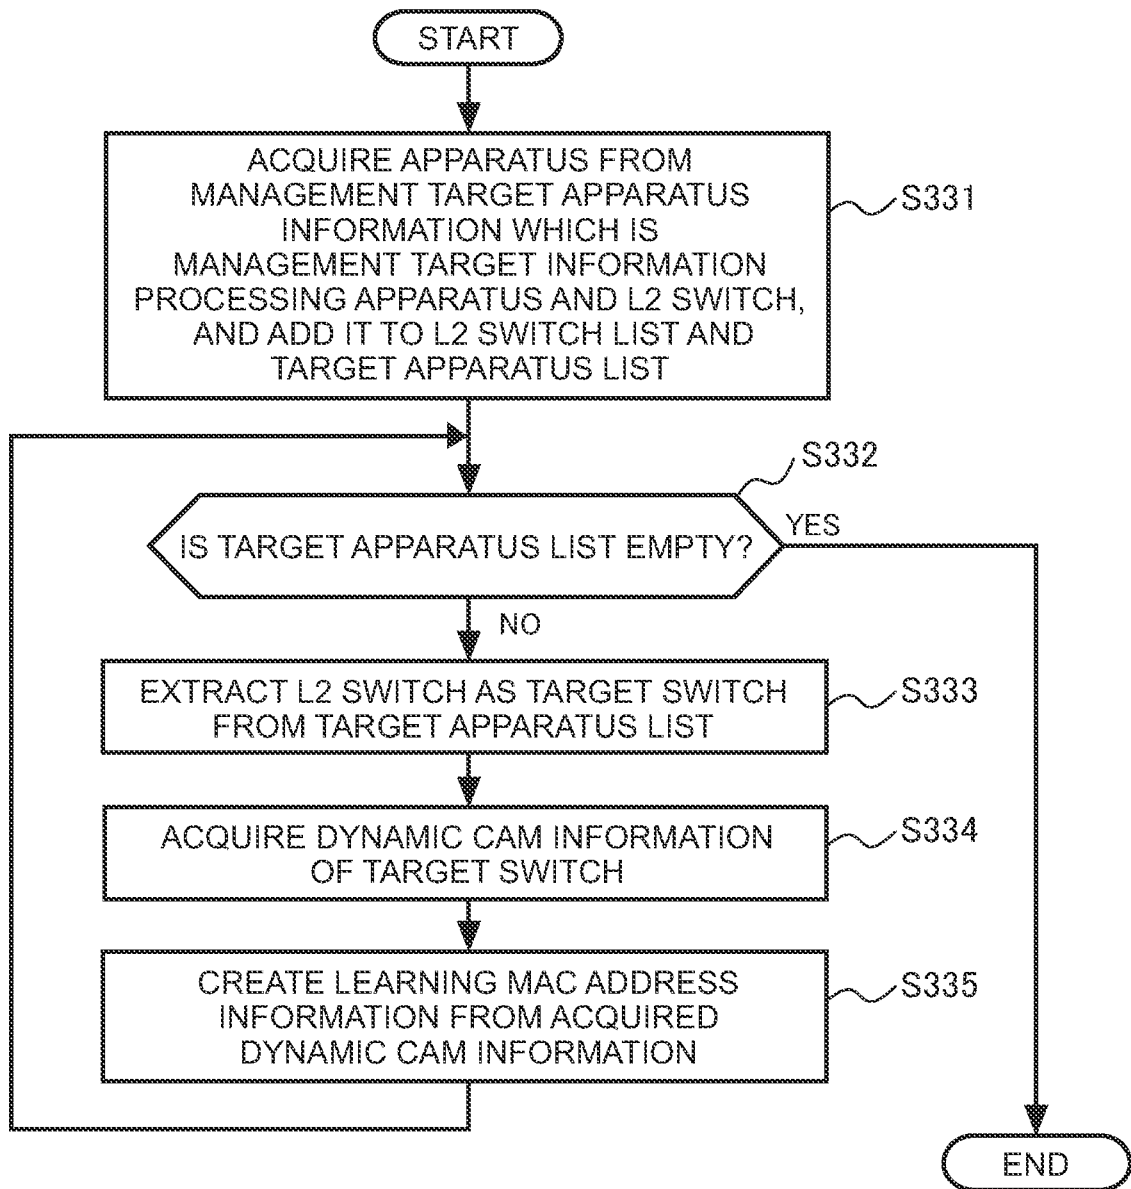 START
ACQUIRE APPARATUS FROM
MANAGEMENT TARGET APPARATUS
INFORMATION WHICH IS
MANAGEMENT TARGET INFORMATION
PROCESSING APPARATUS AND L2 SWITCH,
AND ADD IT TO L2 SWITCH LIST AND
TARGET APPARATUS LIST
S331
S332
IS TARGET APPARATUS LIST EMPTY?
YES
NO
EXTRACT L2 SWITCH AS TARGET SWITCH
FROM TARGET APPARATUS LIST
S333
ACQUIRE DYNAMIC CAM INFORMATION
OF TARGET SWITCH
S334
CREATE LEARNING MAC ADDRESS
INFORMATION FROM ACQUIRED
DYNAMIC CAM INFORMATION
S335
END